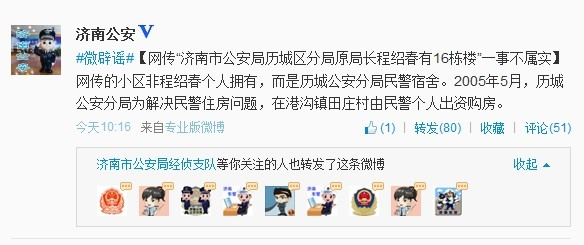 济南公安
#微辟谣#【网传“济南市公安局历城区分局原局长程绍春有16栋楼”一事不属实】
网传的小区非程绍春个人拥有，而是历城公安分局民警宿舍。2005年5月，历城
公安分局为解决民警住房问题，在港沟镇田庄村由民警个人出资购房。
今天10:16 来自专业版微博 (1) | 转发(80) | 收藏 | 评论(51)
济南市公安局经侦支队等你关注的人也转发了这条微博 收起